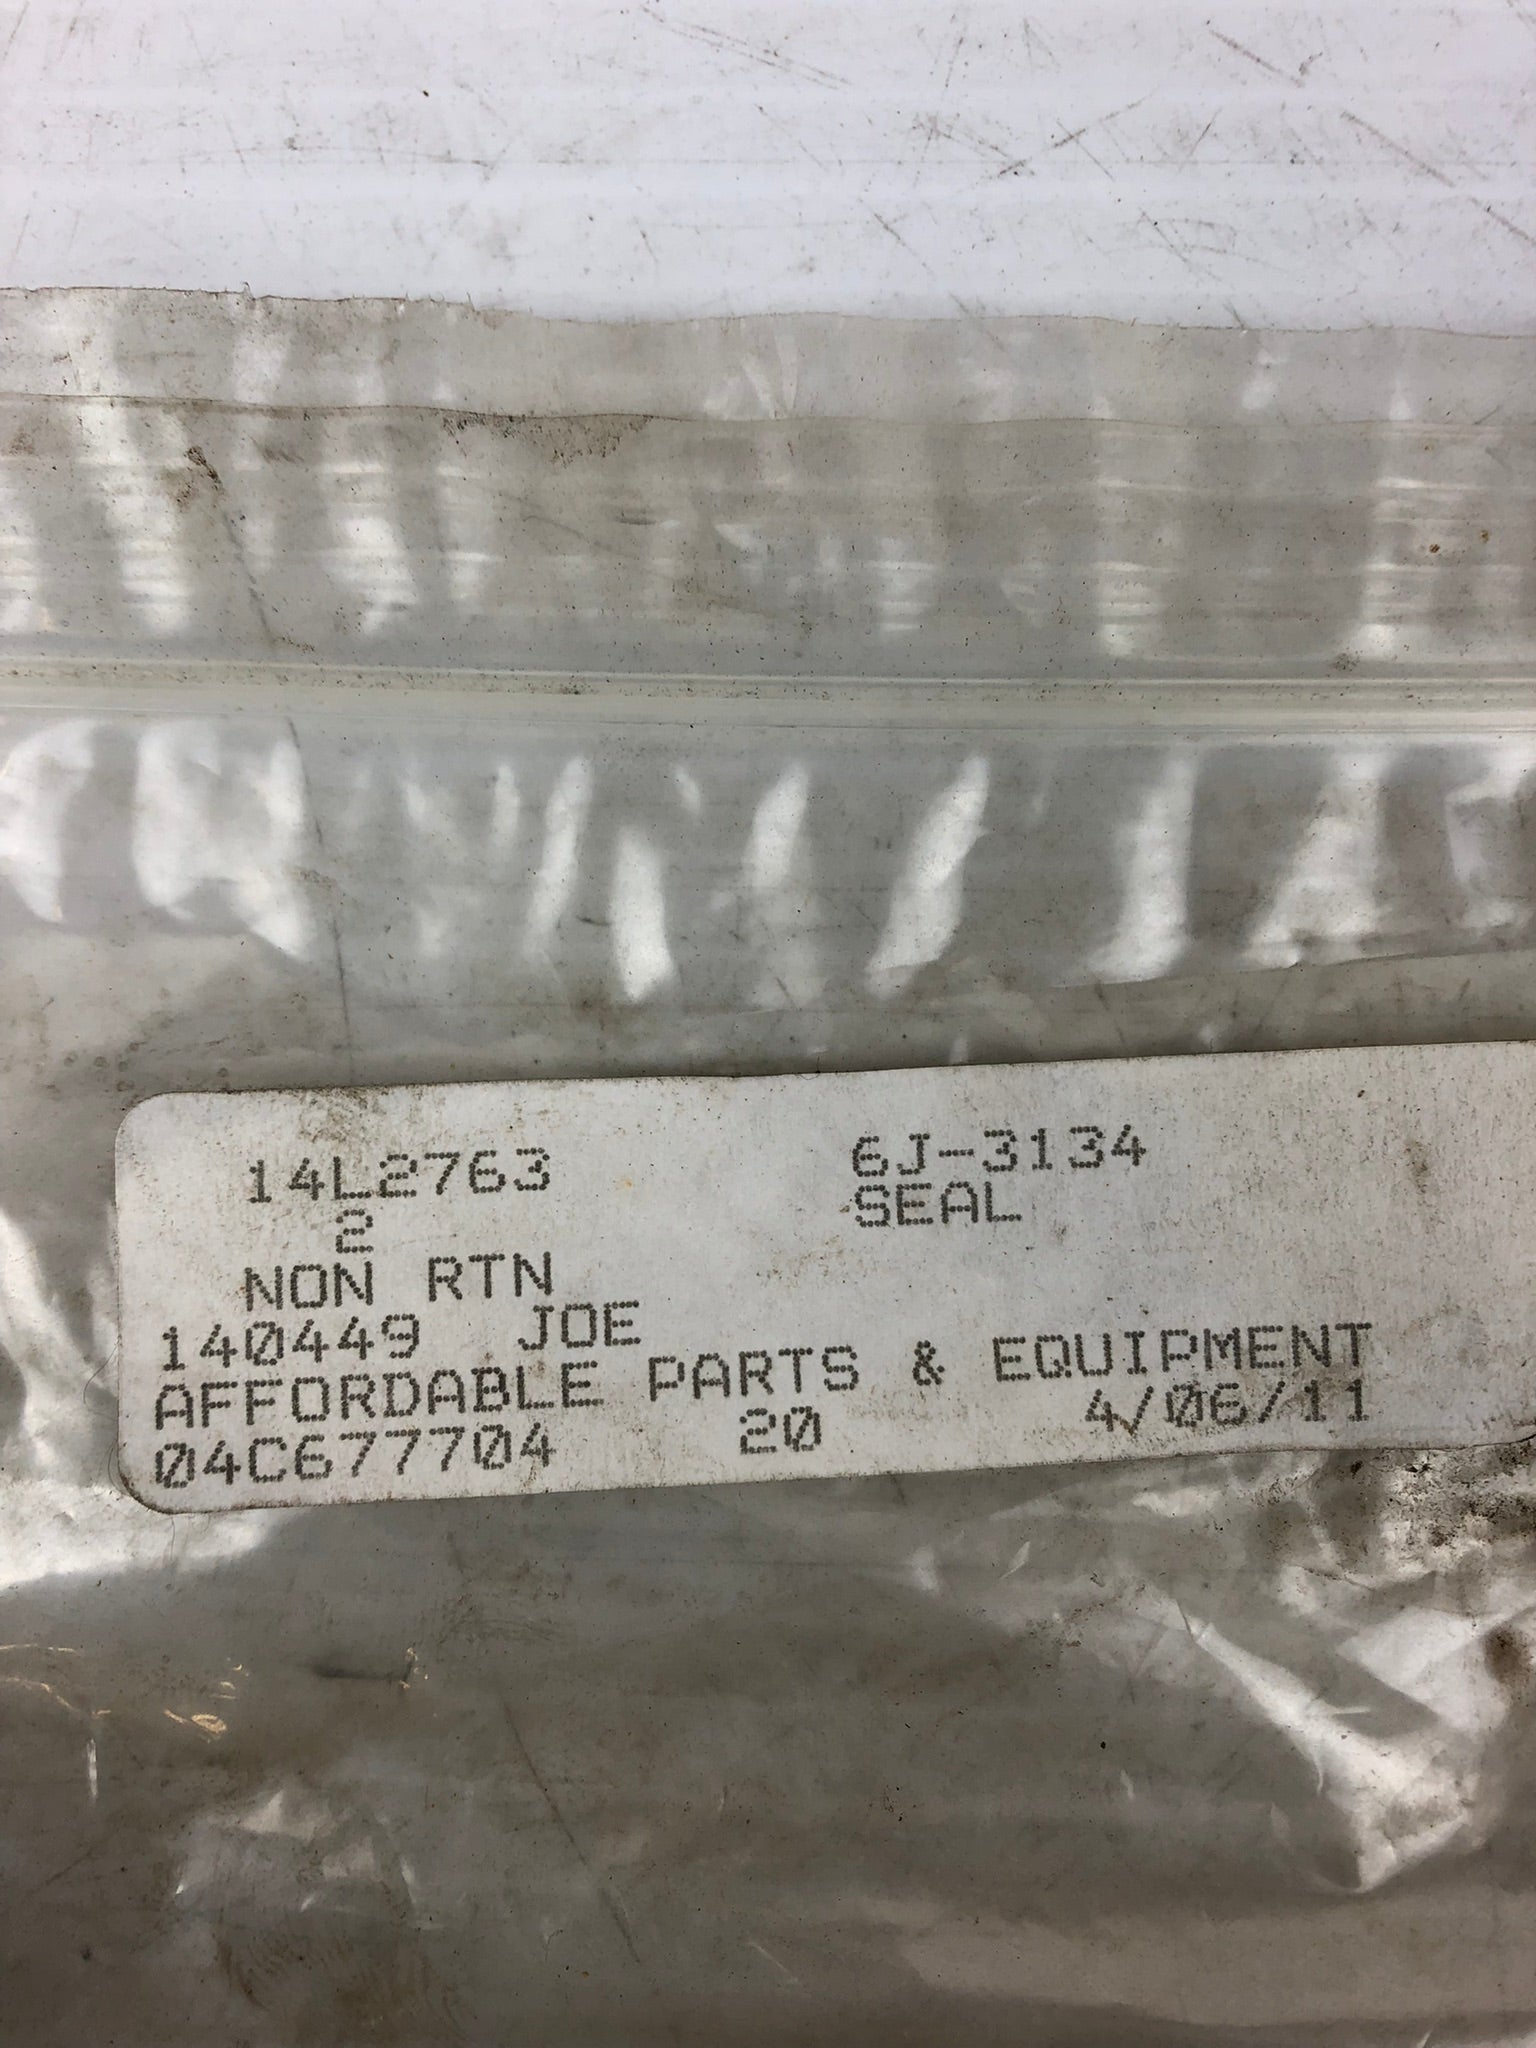 14L2763 6J-3134
2 SEAL
NON RTN
140449 JOE
AFFORDABLE PARTS & EQUIPMENT
04C677704 20 4/06/11